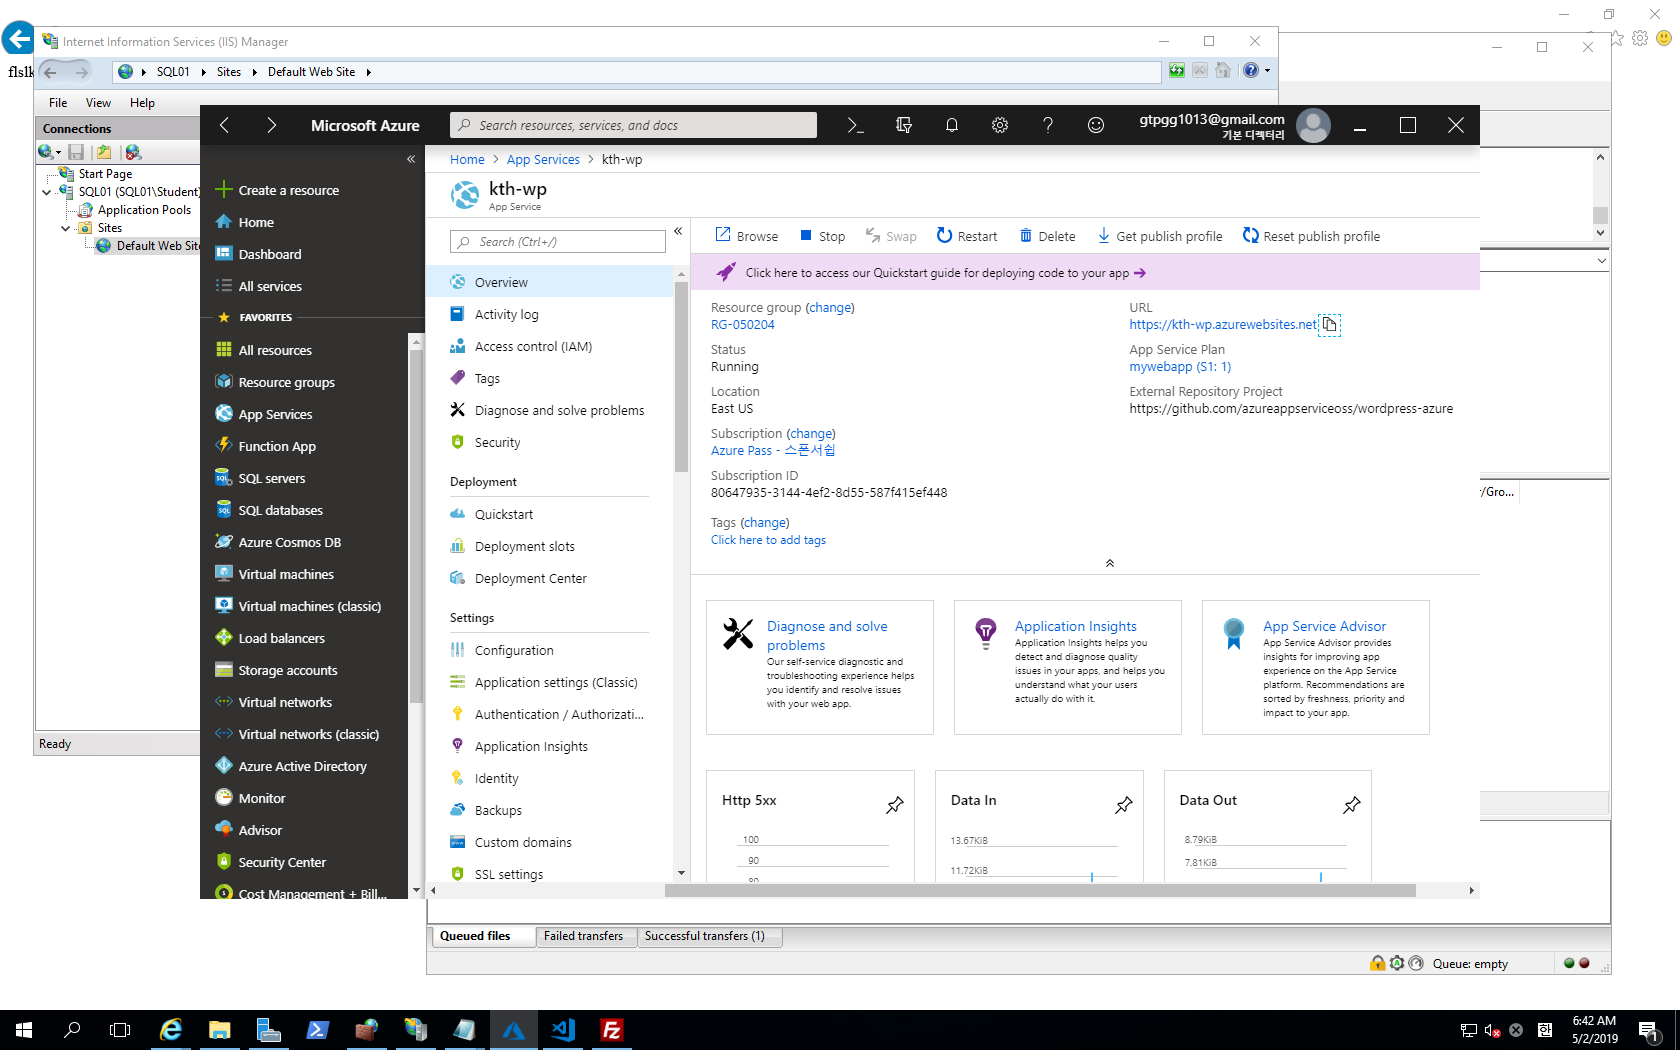 Internet Information Services (IIS) Manager
flslk
SQL01
Sites
Default Web Site
File
View
Help
Connections
Start Page
SQL01 (SQL01\Student)
Application Pools
Sites
Default Web Site
Ready
Microsoft Azure
Search resources, services, and docs
gtpgg1013@gmail.com
기본 디렉터리
Create a resource
Home
Dashboard
All services
FAVORITES
All resources
Resource groups
App Services
Function App
SQL servers
SQL databases
Azure Cosmos DB
Virtual machines
Virtual machines (classic)
Load balancers
Storage accounts
Virtual networks
Virtual networks (classic)
Azure Active Directory
Monitor
Advisor
Security Center
Cost Management + Bill...
Home > App Services > kth-wp
kth-wp
App Service
Search (Ctrl+/)
Overview
Activity log
Access control (IAM)
Tags
Diagnose and solve problems
Security
Deployment
Quickstart
Deployment slots
Deployment Center
Settings
Configuration
Application settings (Classic)
Authentication / Authorizati...
Application Insights
Identity
Backups
Custom domains
SSL settings
Browse
Stop
Swap
Restart
Delete
Get publish profile
Reset publish profile
Click here to access our Quickstart guide for deploying code to your app →
Resource group (change)
RG-050204
Status
Running
Location
East US
Subscription (change)
Azure Pass - 스폰서쉽
Subscription ID
80647935-3144-4ef2-8d55-587f415ef448
Tags (change)
Click here to add tags
URL
https://kth-wp.azurewebsites.net
App Service Plan
mywebapp (S1: 1)
External Repository Project
https://github.com/azureappserviceoss/wordpress-azure
Diagnose and solve
problems
Our self-service diagnostic and
troubleshooting experience helps
you identify and resolve issues
with your web app.
Application Insights
Application Insights helps you
detect and diagnose quality
issues in your apps, and helps you
understand what your users
actually do with it.
App Service Advisor
App Service Advisor provides
insights for improving app
experience on the App Service
platform. Recommendations are
sorted by freshness, priority and
impact to your app.
Http 5xx
100
90
80
Data In
13.67KiB
11.72KiB
Data Out
8.79KiB
7.81KiB
r/Gro...
Queued files
Failed transfers
Successful transfers (1)
Queue: empty
6:42 AM
5/2/2019
1